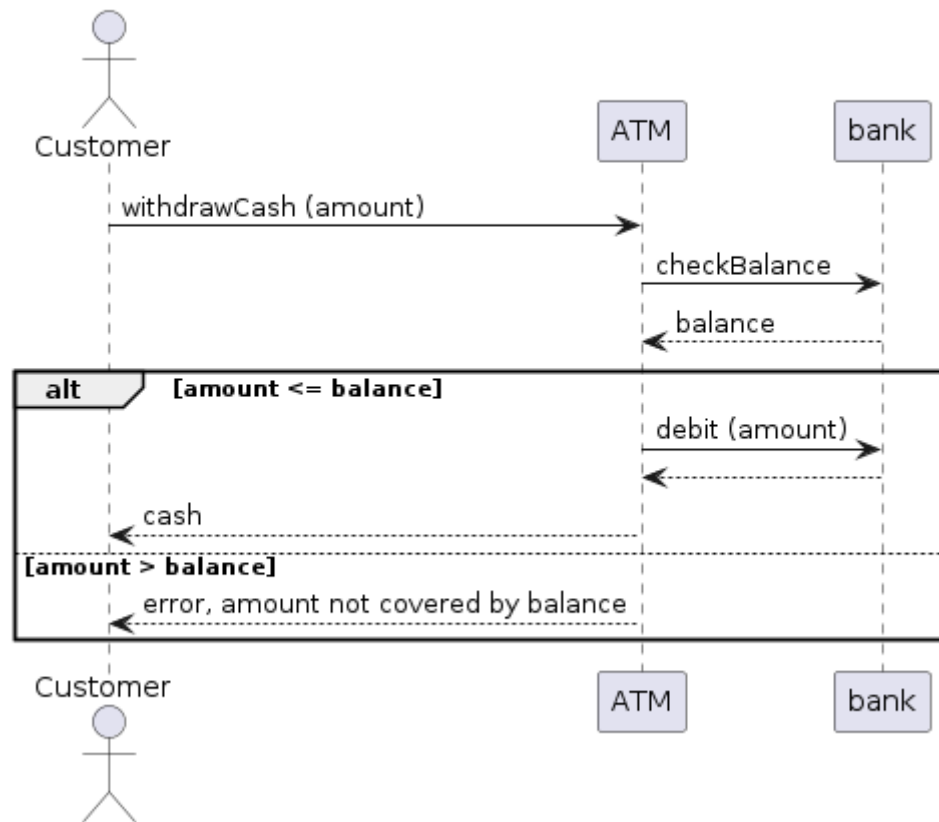 Customer
ATM
bank
withdrawCash (amount)
checkBalance
balance
alt
[amount <= balance]
debit (amount)
cash
[amount > balance]
error, amount not covered by balance
Customer
ATM
bank